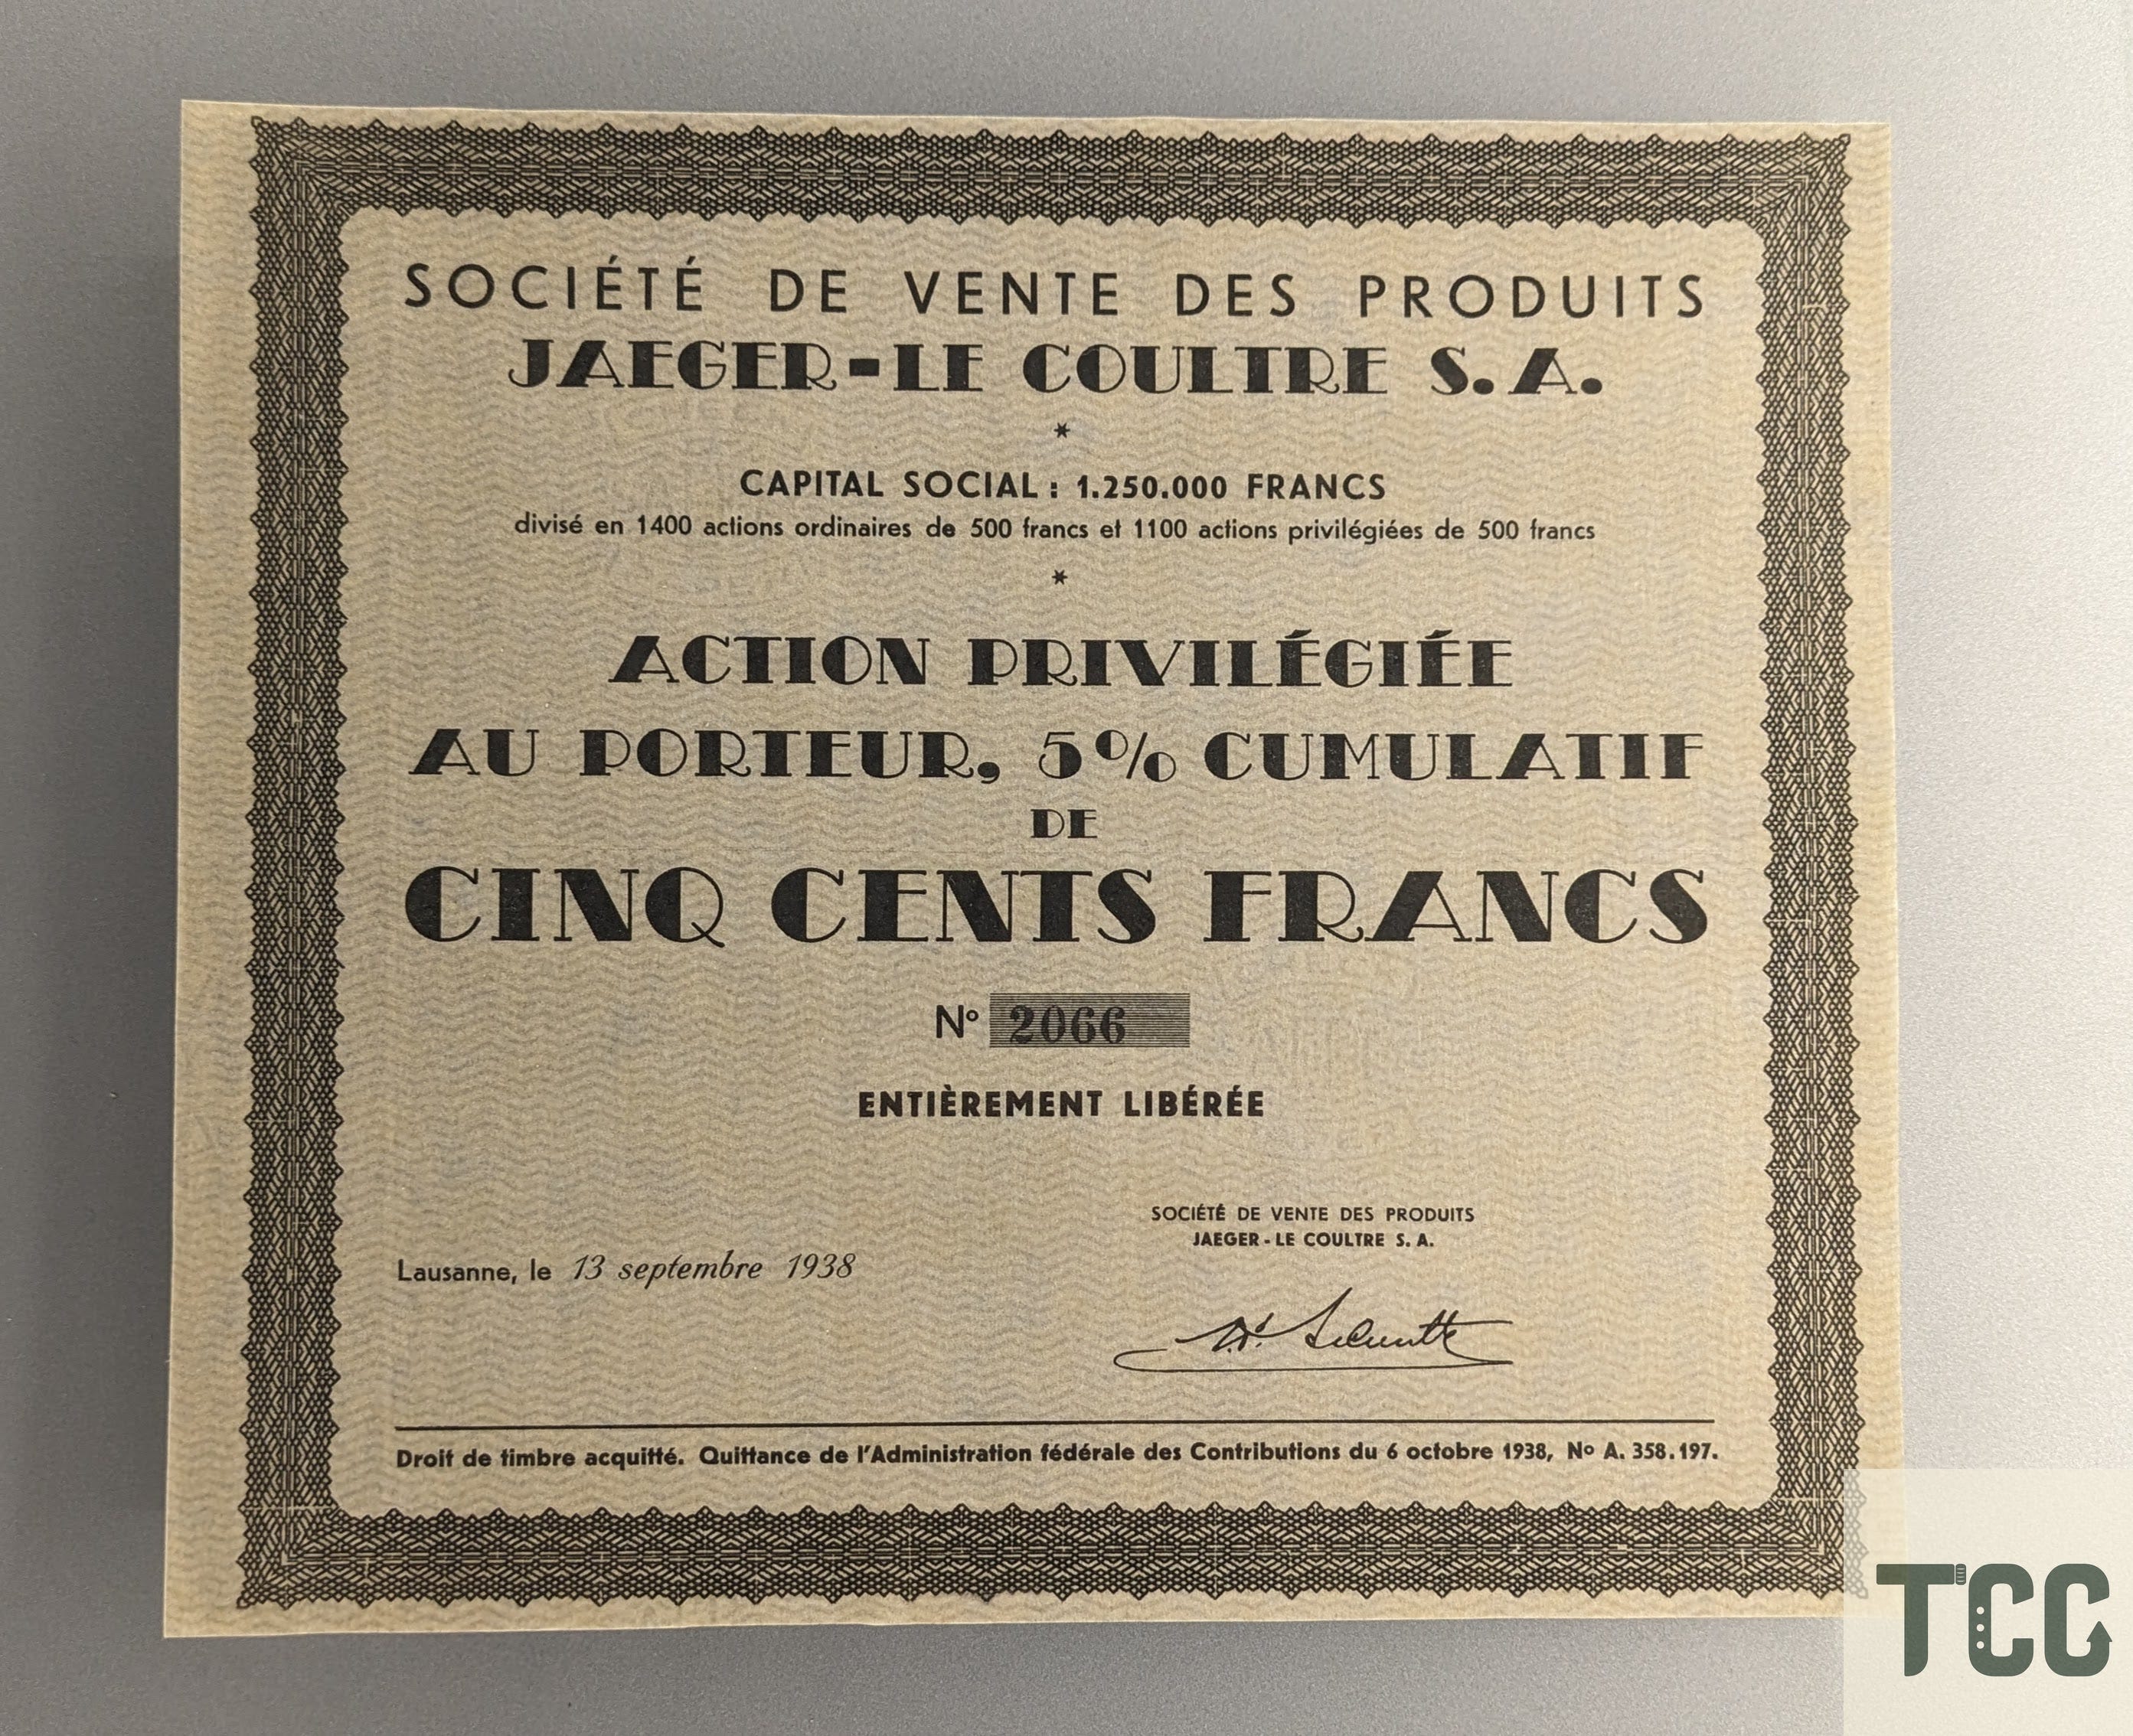 SOCIÉTÉ DE VENTE DES PRODUITS
JAEGER-LE COULTRE S.A.
*
CAPITAL SOCIAL : 1.250.000 FRANCS
divisé en 1400 actions ordinaires de 500 francs et 1100 actions privilégiées de 500 francs
*
ACTION PRIVILÉGIÉE
AU PORTEUR, 5% CUMULATIF
DE
CINQ CENTS FRANCS
Nº 2066
ENTIÈREMENT LIBÉRÉE
SOCIÉTÉ DE VENTE DES PRODUITS
JAEGER - LE COULTRE S. A.
Lausanne, le 13 septembre 1938
Droit de timbre acquitté. Quittance de l'Administration fédérale des Contributions du 6 octobre 1938, Nº A. 358.197.
TCC